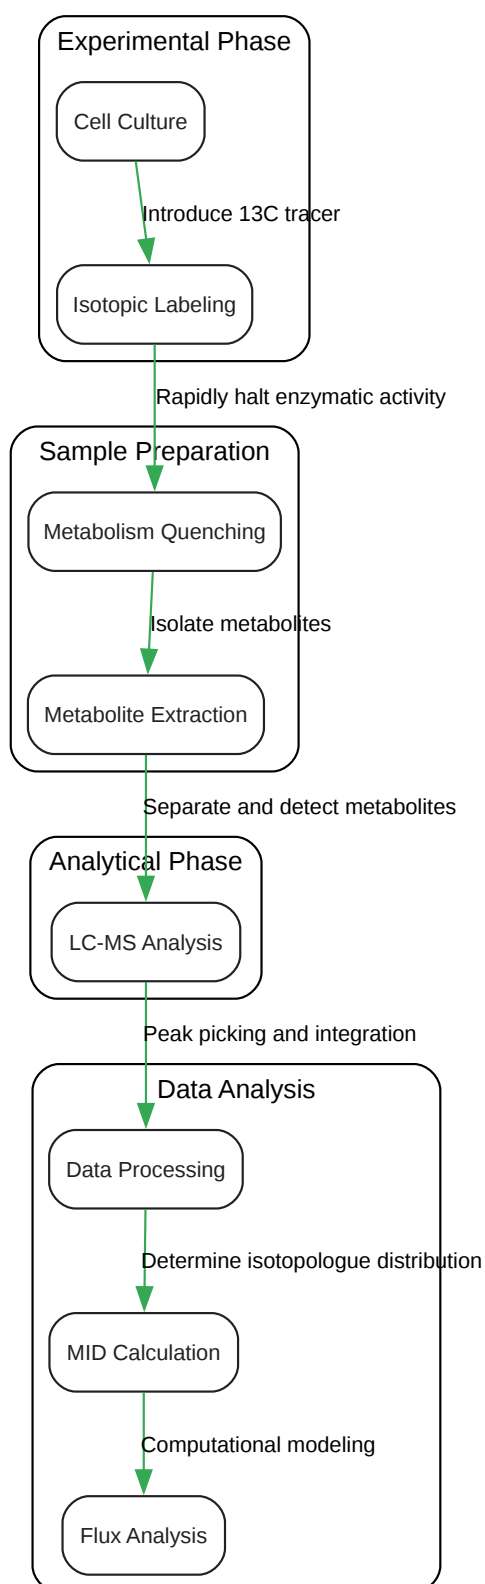 Experimental Phase
Cell Culture
Introduce 13C tracer
Isotopic Labeling
Rapidly halt enzymatic activity
Sample Preparation
Metabolism Quenching
Isolate metabolites
Metabolite Extraction
Separate and detect metabolites
Analytical Phase
LC-MS Analysis
Peak picking and integration
Data Analysis
Data Processing
Determine isotopologue distribution
MID Calculation
Computational modeling
Flux Analysis